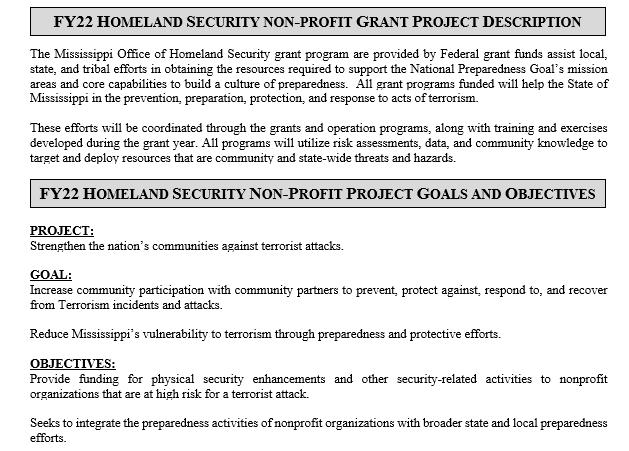 FY22 HOMELAND SECURITY NON-PROFIT GRANT PROJECT DESCRIPTION
The Mississippi Office of Homeland Security grant program are provided by Federal grant funds assist local,
state, and tribal efforts in obtaining the resources required to support the National Preparedness Goal's mission
areas and core capabilities to build a culture of preparedness. All grant programs funded will help the State of
Mississippi in the prevention, preparation, protection, and response to acts of terrorism.
These efforts will be coordinated through the grants and operation programs, along with training and exercises
developed during the grant year. All programs will utilize risk assessments, data, and community knowledge to
target and deploy resources that are community and state-wide threats and hazards.
FY22 HOMELAND SECURITY NON-PROFIT PROJECT GOALS AND OBJECTIVES
PROJECT:
Strengthen the nation's communities against terrorist attacks.
GOAL:
Increase community participation with community partners to prevent, protect against, respond to, and recover
from Terrorism incidents and attacks.
Reduce Mississippi's vulnerability to terrorism through preparedness and protective efforts.
OBJECTIVES:
Provide funding for physical security enhancements and other security-related activities to nonprofit
organizations that are at high risk for a terrorist attack.
Seeks to integrate the preparedness activities of nonprofit organizations with broader state and local preparedness
efforts.